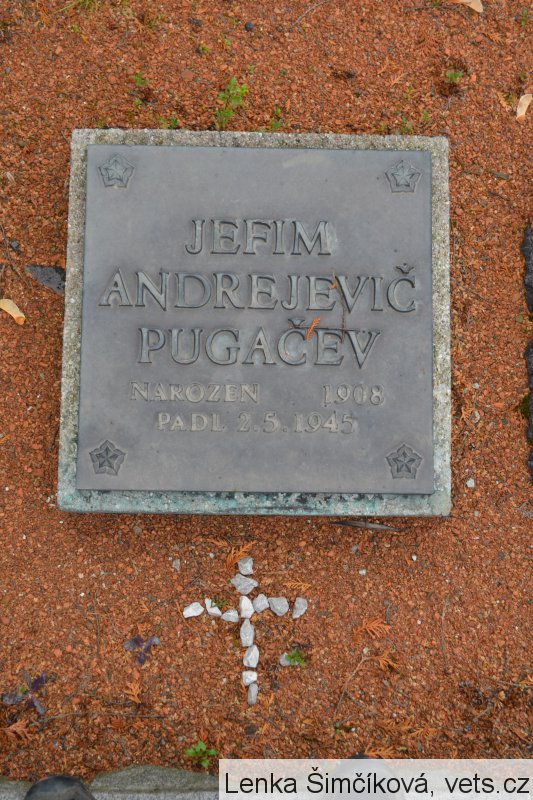 JEFIM
ANDREJEVIČ
PUGAČEV
NAROZEN 1908
PADL 2.5.1945
Lenka Šimčíková, vets.cz